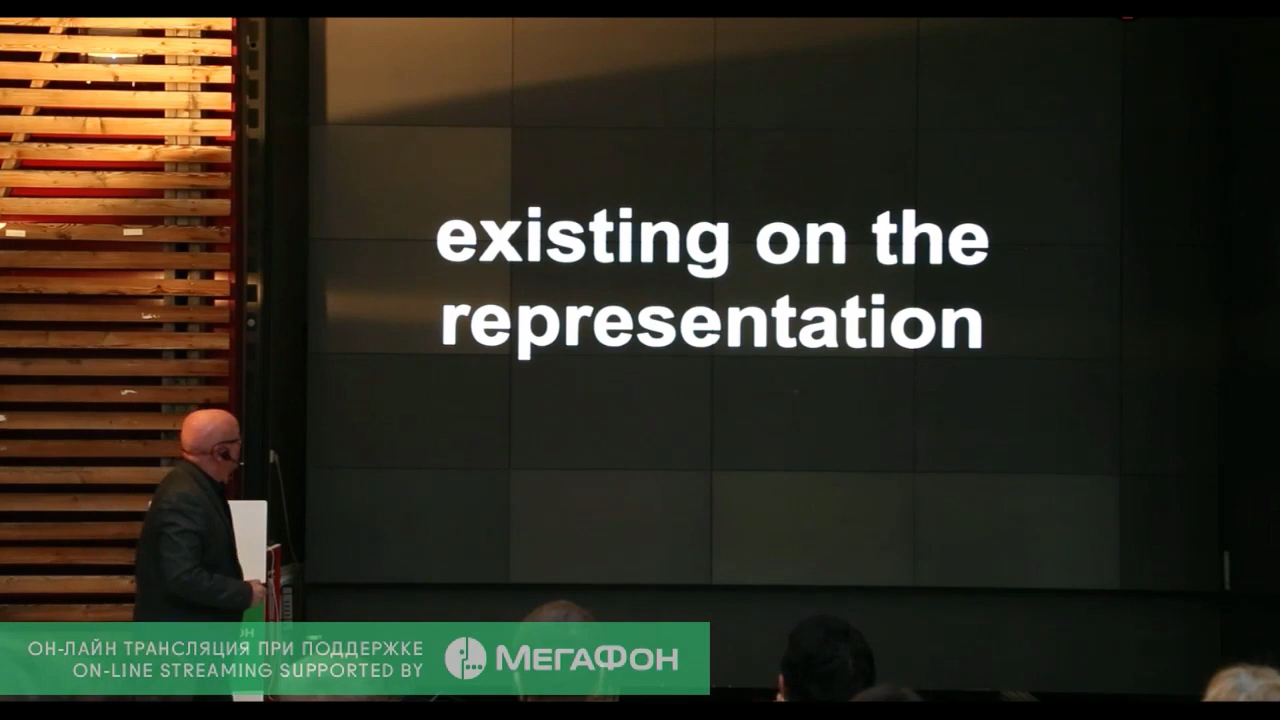 existing on the
representation
ОН-ЛАЙН ТРАНСЛЯЦИЯ ПРИ ПОДДЕРЖКЕ
ON-LINE STREAMING SUPPORTED BY
МЕГАФОН